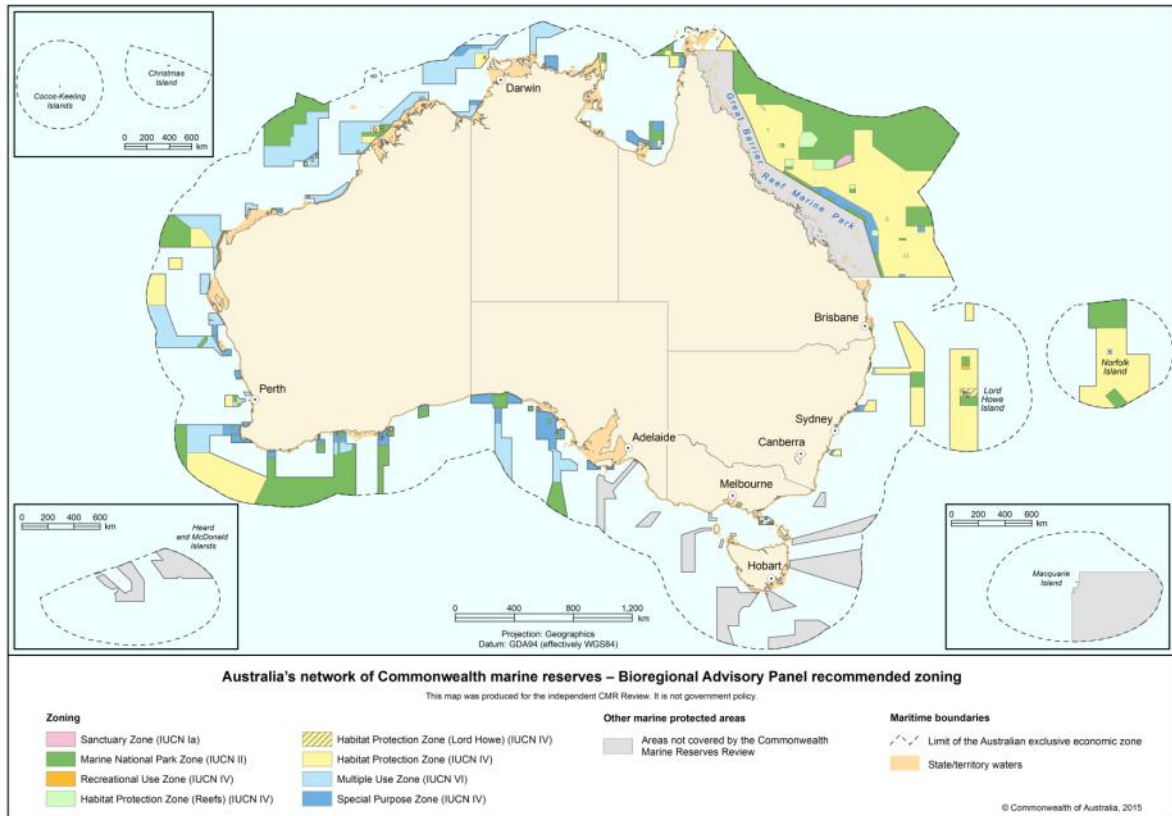 Cocos-Keeling
Islands
Christmas
Island
0 200 400 600
km
Darwin
Great Barrier Reef Marine Park
Brisbane
Perth
Adelaide
Sydney
Canberra
Melbourne
Hobart
Lord
Howe
Island
Norfolk
Island
0 200 400 600
km
Heard
and McDonald
Islands
0 400 800 1,200
km
Projection: Geographics
Datum: GDA94 (effectively WGS84)
0 200 400 600
km
Macquarie
Island
Australia's network of Commonwealth marine reserves – Bioregional Advisory Panel recommended zoning
This map was produced for the independent CMR Review. It is not government policy.
Zoning
Sanctuary Zone (IUCN Ia)
Marine National Park Zone (IUCN II)
Recreational Use Zone (IUCN IV)
Habitat Protection Zone (Reefs) (IUCN IV)
Habitat Protection Zone (Lord Howe) (IUCN IV)
Habitat Protection Zone (IUCN IV)
Multiple Use Zone (IUCN VI)
Special Purpose Zone (IUCN IV)
Other marine protected areas
Areas not covered by the Commonwealth
Marine Reserves Review
Maritime boundaries
Limit of the Australian exclusive economic zone
State/territory waters
© Commonwealth of Australia, 2015